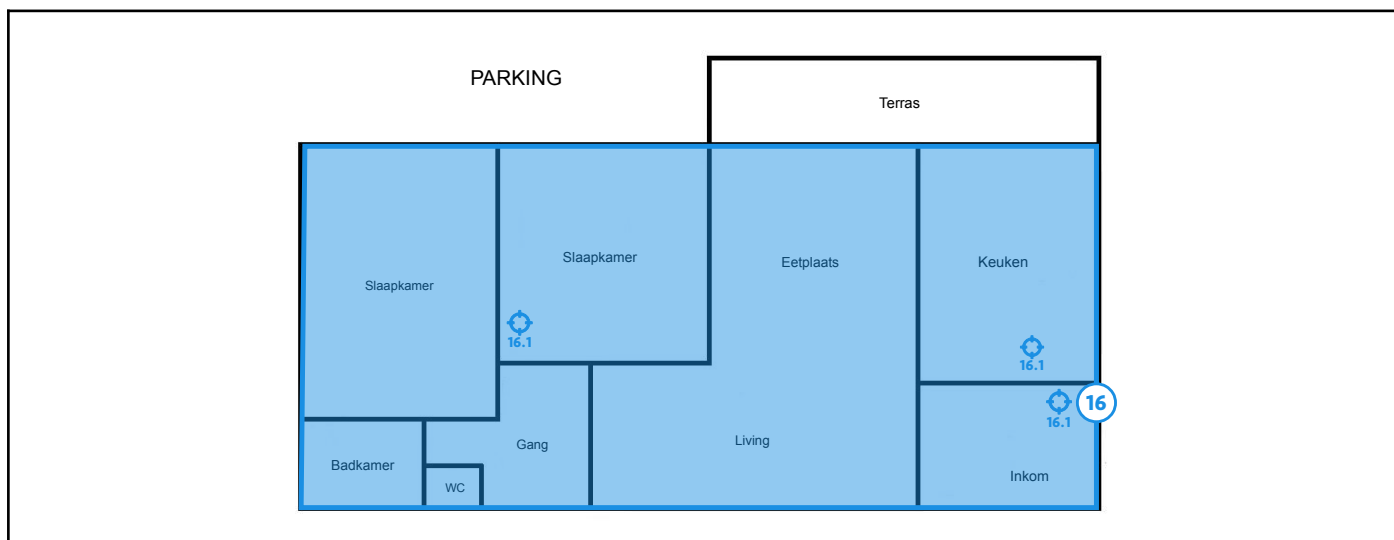 PARKING
Terras
Slaapkamer
Eetplaats
Keuken
Slaapkamer
16.1
16.1
16.1
16
Gang
Living
Badkamer
Inkom
WC